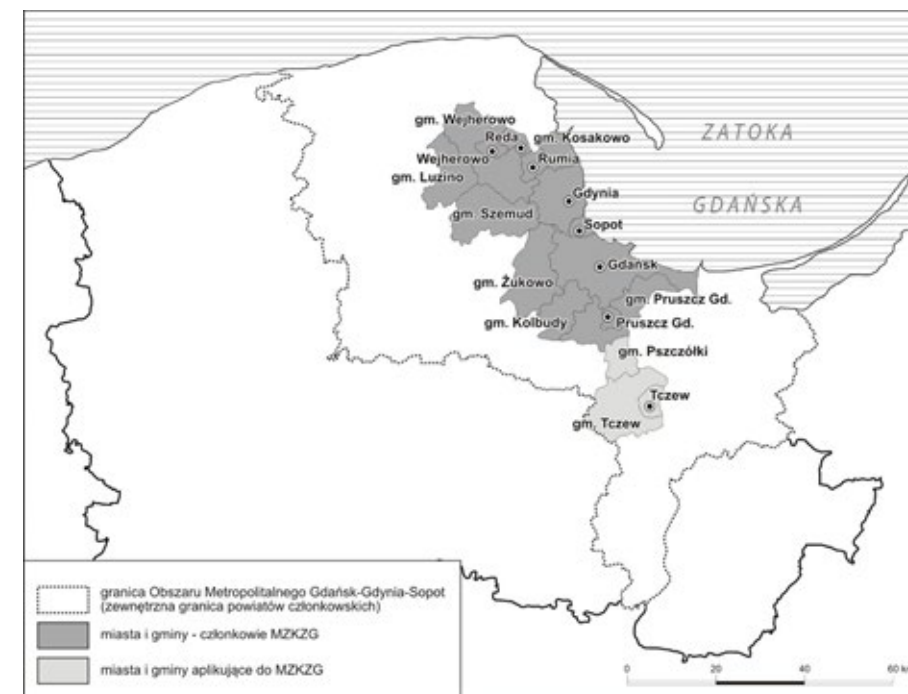 ZATOKA
GDAŃSKA
gm. Wejherowo
Reda
gm. Kosakowo
Wejherowo
Rumia
gm. Luzino
Gdynia
gm. Szemud
Sopot
Gdańsk
gm. Żukowo
gm. Pruszcz Gd.
gm. Kolbudy
Pruszcz Gd.
gm. Pszczółki
Tczew
gm. Tczew
granica Obszaru Metropolitalnego Gdańsk-Gdynia-Sopot
(zewnętrzna granica powiatów członkowskich)
miasta i gminy - członkowie MZKZG
miasta i gminy aplikujące do MZKZG
0 20 40 60